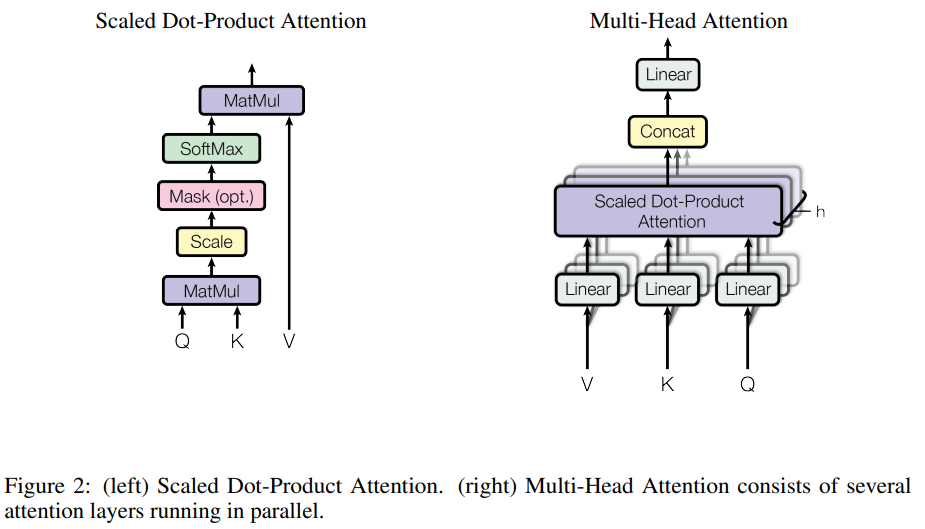 Scaled Dot-Product Attention
MatMul
SoftMax
Mask (opt.)
Scale
MatMul
Q K V
Multi-Head Attention
Linear
Concat
Scaled Dot-Product
Attention
h
Linear Linear Linear
V K Q
Figure 2: (left) Scaled Dot-Product Attention. (right) Multi-Head Attention consists of several
attention layers running in parallel.